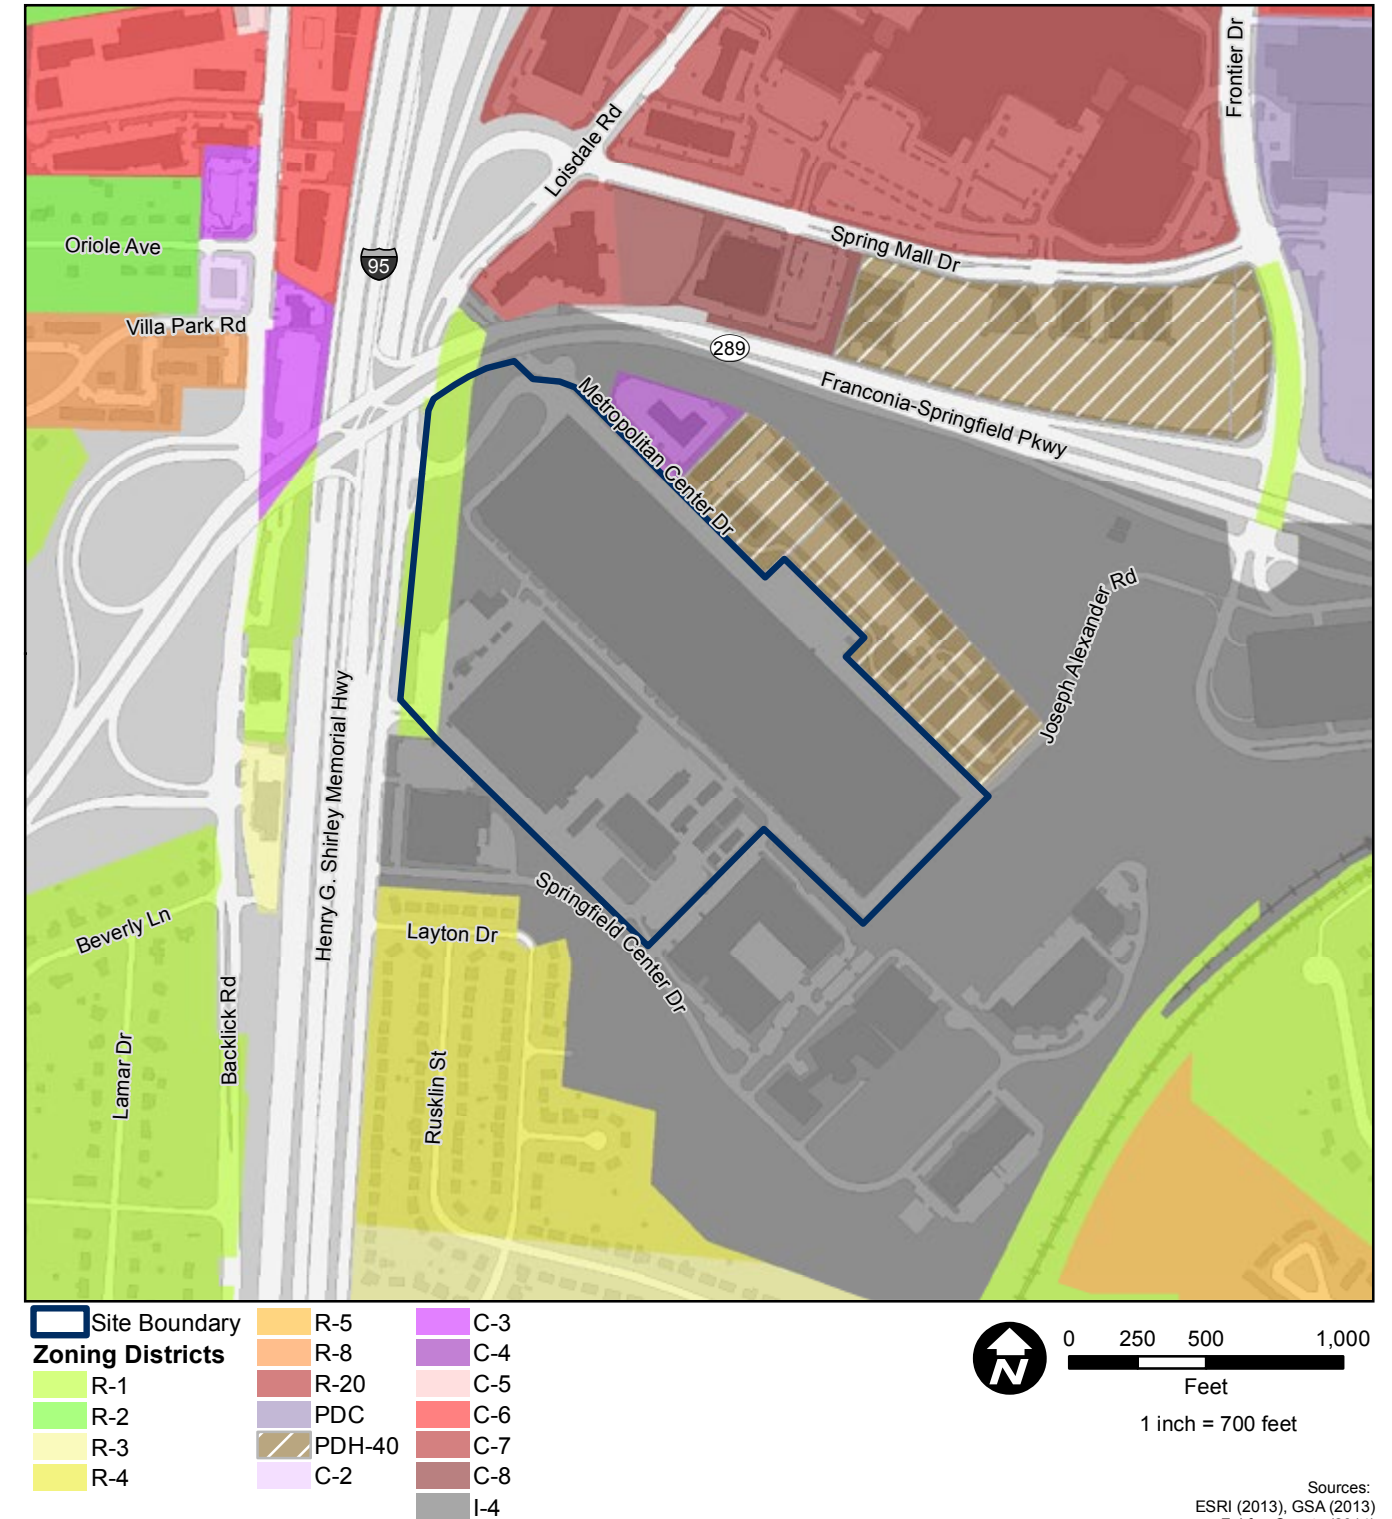 Frontier Dr
Loisdale Rd
Oriole Ave
Spring Mall Dr
95
Villa Park Rd
289
Franconia-Springfield Pkwy
Metropolitan Center Dr
Joseph Alexander Rd
Henry G. Shirley Memorial Hwy
Springfield Center Dr
Beverly Ln
Layton Dr
Backlick Rd
Lamar Dr
Rusklin St
Site Boundary
Zoning Districts
R-1
R-2
R-3
R-4
R-5
R-8
R-20
PDC
PDH-40
C-2
C-3
C-4
C-5
C-6
C-7
C-8
I-4
N
0 250 500 1,000
Feet
1 inch = 700 feet
Sources:
ESRI (2013), GSA (2013)